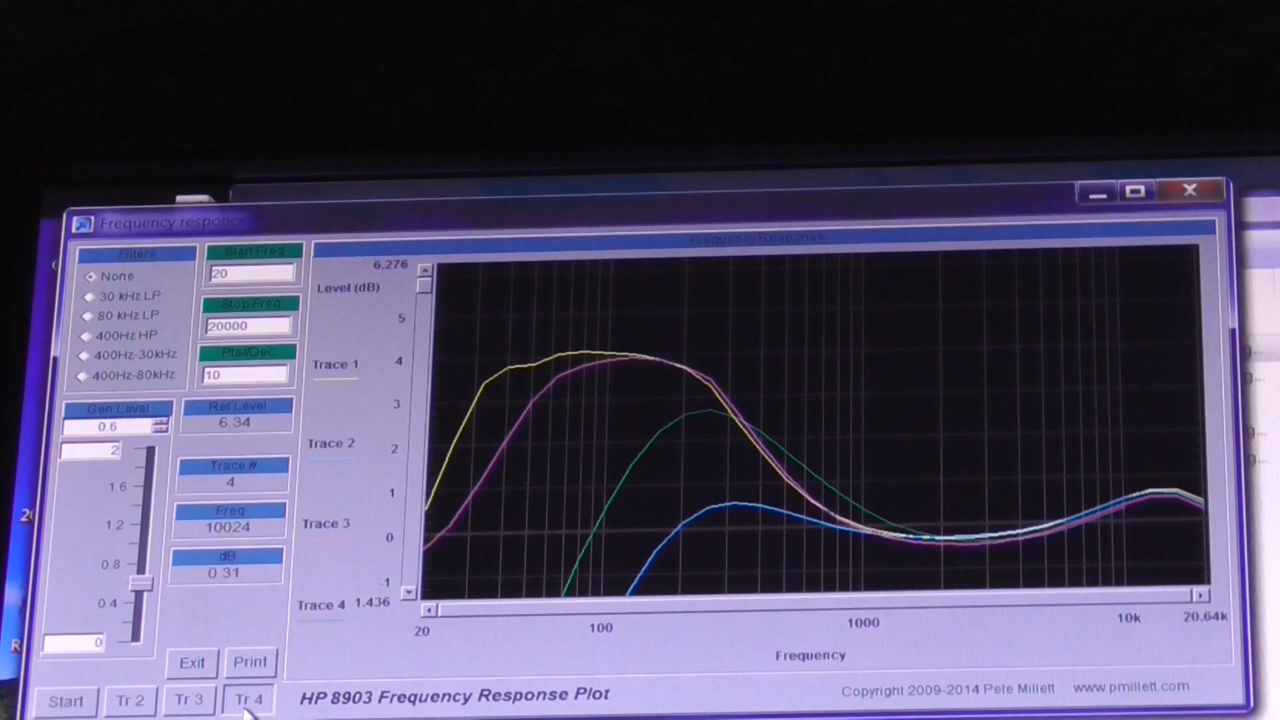 Frequency responce
Filters
None
30 kHz LP
80 kHz LP
400Hz HP
400Hz-30kHz
400Hz-80kHz
Start Freq
20
Stop Freq
20000
Pts/Dec
10
Gen Level
0.6
2
1.6
1.2
0.8
0.4
0
Ref Level
6.34
Trace #
4
Freq
10024
dB
0.31
Exit
Print
Start
Tr 2
Tr 3
Tr 4
Frequency Response
6.276
Level (dB)
5
Trace 1
4
3
Trace 2
2
1
Trace 3
0
-1
Trace 4
1.436
20
100
1000
10k
20.64k
Frequency
HP 8903 Frequency Response Plot
Copyright 2009-2014 Pete Millett
www.pmillett.com